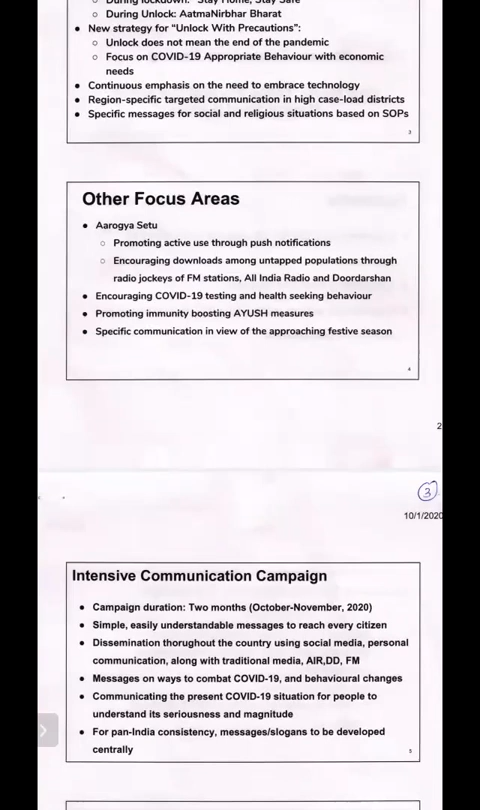 During Unlock: AatmaNirbhar Bharat
New strategy for “Unlock With Precautions”:
Unlock does not mean the end of the pandemic
Focus on COVID-19 Appropriate Behaviour with economic
needs
Continuous emphasis on the need to embrace technology
Region-specific targeted communication in high case-load districts
Specific messages for social and religious situations based on SOPs
3
Other Focus Areas
Aarogya Setu
Promoting active use through push notifications
Encouraging downloads among untapped populations through
radio jockeys of FM stations, All India Radio and Doordarshan
Encouraging COVID-19 testing and health seeking behaviour
Promoting immunity boosting AYUSH measures
Specific communication in view of the approaching festive season
4
2
3
10/1/2020
Intensive Communication Campaign
Campaign duration: Two months (October-November, 2020)
Simple, easily understandable messages to reach every citizen
Dissemination thorughout the country using social media, personal
communication, along with traditional media, AIR,DD, FM
Messages on ways to combat COVID-19, and behavioural changes
Communicating the present COVID-19 situation for people to
understand its seriousness and magnitude
For pan-India consistency, messages/slogans to be developed
centrally
5